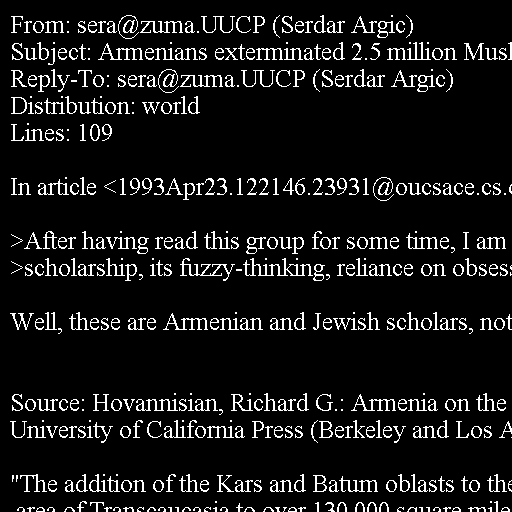 From: sera@zuma.UUCP (Serdar Argic)
Subject: Armenians exterminated 2.5 million
Reply-To: sera@zuma.UUCP (Serdar Argic)
Distribution: world
Lines: 109
In article <1993Apr23.122146.23931@oucsace.cs.
>After having read this group for some time, I am
>scholarship, its fuzzy-thinking, reliance on
Well, these are Armenian and Jewish scholars, not
Source: Hovannisian, Richard G.: Armenia on the
University of California Press (Berkeley and Los
"The addition of the Kars and Batum oblasts to the
area of Transcaucasia to over 130,000 square